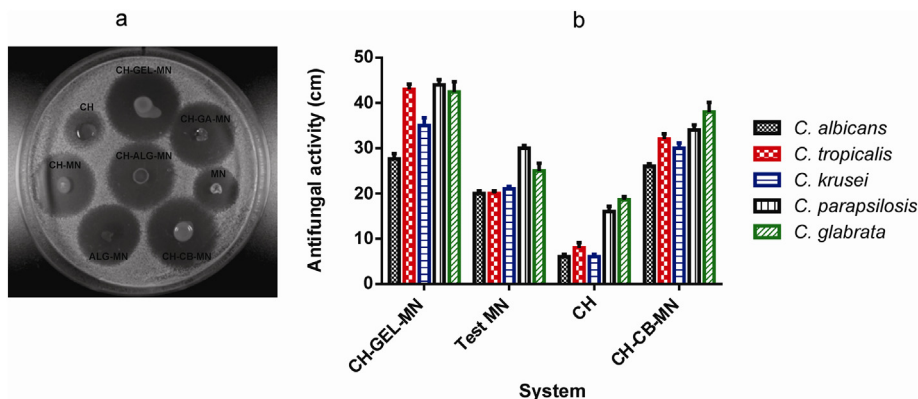 a
CH-GEL-MN
CH
CH-GA-MN
CH-MN
CH-ALG-MN
MN
ALG-MN
CH-CB-MN
b
Antifungal activity (cm)
50
40
30
20
10
0
CH-GEL-MN
Test MN
CH
CH-CB-MN
System
C. albicans
C. tropicalis
C. krusei
C. parapsilosis
C. glabrata